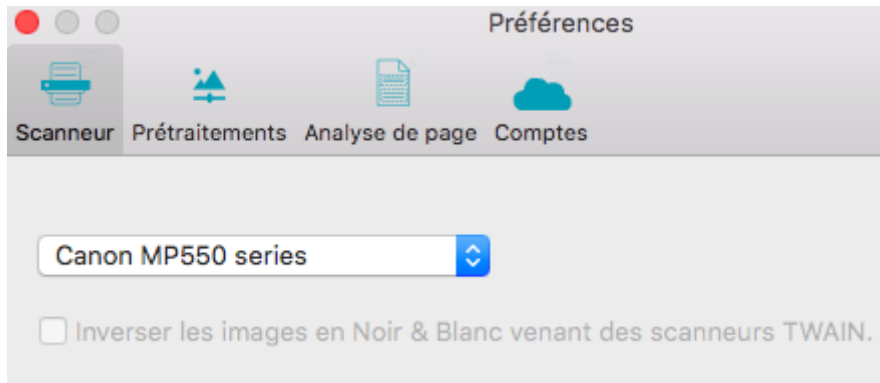 Préférences
Scanneur Prétraitements Analyse de page Comptes
Canon MP550 series
Inverser les images en Noir & Blanc venant des scanneurs TWAIN.